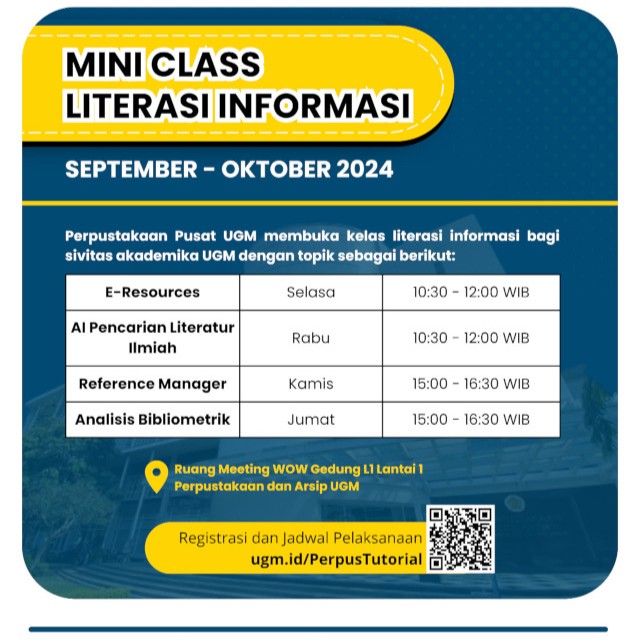 MINI CLASS
LITERASI INFORMASI
SEPTEMBER - OKTOBER 2024
Perpustakaan Pusat UGM membuka kelas literasi informasi bagi
sivitas akademika UGM dengan topik sebagai berikut:
E-Resources Selasa 10:30 - 12:00 WIB
AI Pencarian Literatur
Ilmiah Rabu 10:30 - 12:00 WIB
Reference Manager Kamis 15:00 - 16:30 WIB
Analisis Bibliometrik Jumat 15:00 - 16:30 WIB
Ruang Meeting WOW Gedung L1 Lantai 1
Perpustakaan dan Arsip UGM
Registrasi dan Jadwal Pelaksanaan
ugm.id/PerpusTutorial